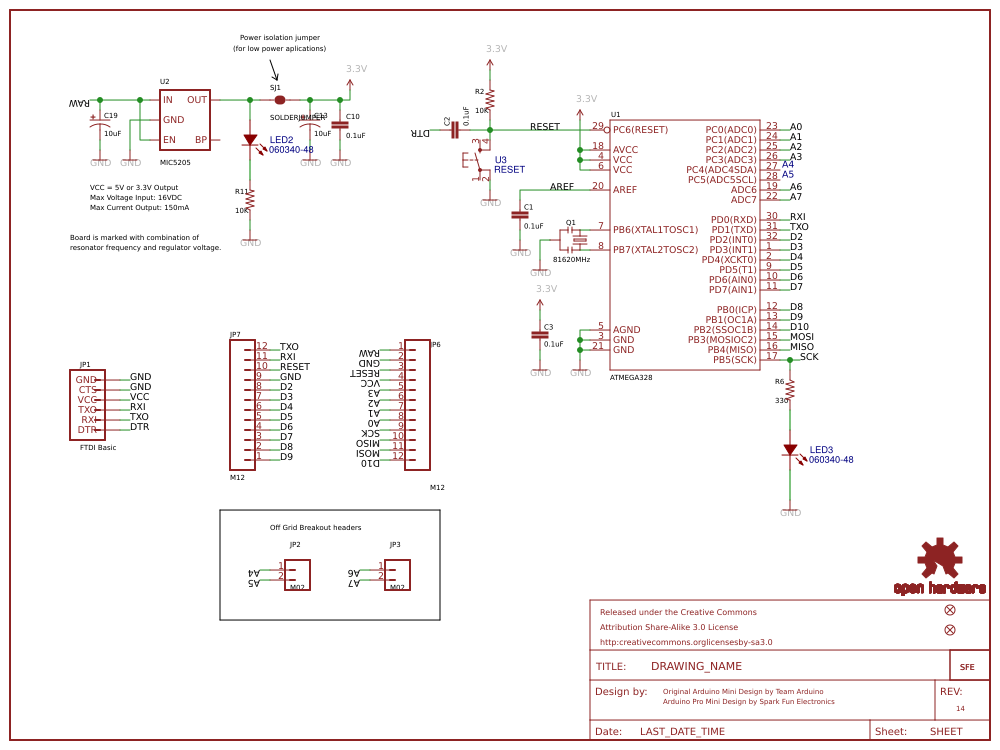 Power isolation jumper
(for low power aplications)
3.3V
3.3V
U2
SJ1
RAW
IN
OUT
GND
EN
BP
MIC5205
C19
10uF
GND
GND
SOLDERJUMPER
C13
10uF
C10
0.1uF
GND
GND
LED2
060340-48
R11
10K
GND
VCC = 5V or 3.3V Output
Max Voltage Input: 16VDC
Max Current Output: 150mA
Board is marked with combination of
resonator frequency and regulator voltage.
R2
10K
C2
0.1uF
DTR
RESET
3
4
1
2
U3
RESET
GND
3.3V
AREF
C1
0.1uF
GND
Q1
81620MHz
GND
3.3V
C3
0.1uF
GND
GND
U1
29 PC6(RESET)
18 AVCC
4 VCC
6 VCC
20 AREF
7 PB6(XTAL1TOSC1)
8 PB7(XTAL2TOSC2)
5 AGND
3 GND
21 GND
PC0(ADC0) 23 A0
PC1(ADC1) 24 A1
PC2(ADC2) 25 A2
PC3(ADC3) 26 A3
PC4(ADC4SDA) 27 A4
PC5(ADC5SCL) 28 A5
ADC6 19 A6
ADC7 22 A7
PD0(RXD) 30 RXI
PD1(TXD) 31 TXO
PD2(INT0) 32 D2
PD3(INT1) 1 D3
PD4(XCKT0) 2 D4
PD5(T1) 9 D5
PD6(AIN0) 10 D6
PD7(AIN1) 11 D7
PB0(ICP) 12 D8
PB1(OC1A) 13 D9
PB2(SSOC1B) 14 D10
PB3(MOSIOC2) 15 MOSI
PB4(MISO) 16 MISO
PB5(SCK) 17 SCK
ATMEGA328
R6
330
LED3
060340-48
GND
JP1
GND GND
CTS GND
VCC VCC
TXO RXI
RXI TXO
DTR DTR
FTDI Basic
JP7
12 TXO
11 RXI
10 RESET
9 GND
8 D2
7 D3
6 D4
5 D5
4 D6
3 D7
2 D8
1 D9
M12
JP6
RAW 1
GND 2
RESET 3
VCC 4
A3 5
A2 6
A1 7
A0 8
SCK 9
MISO 10
MOSI 11
D10 12
M12
Off Grid Breakout headers
JP2
A4 1
A5 2
M02
JP3
A6 1
A7 2
M02
open hardware
Released under the Creative Commons
Attribution Share-Alike 3.0 License
http:creativecommons.orglicensesby-sa3.0
TITLE: DRAWING_NAME
SFE
Design by: Original Arduino Mini Design by Team Arduino
Arduino Pro Mini Design by Spark Fun Electronics
REV:
14
Date: LAST_DATE_TIME
Sheet: SHEET